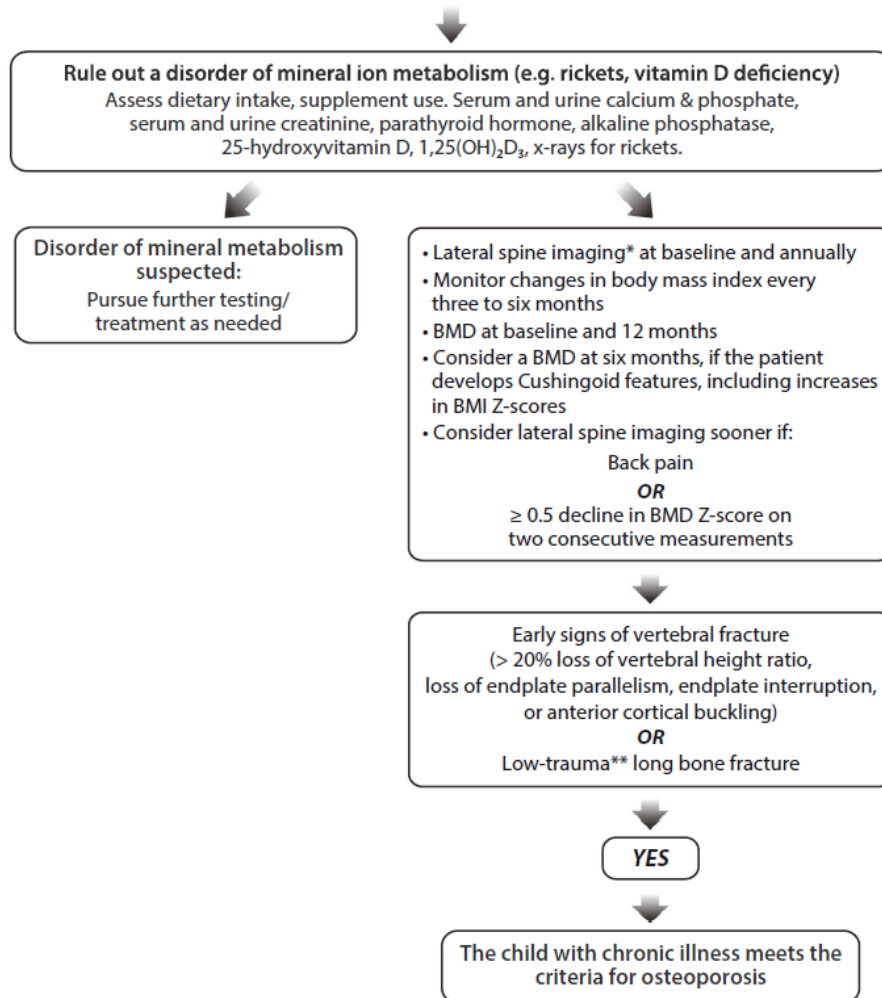 Rule out a disorder of mineral ion metabolism (e.g. rickets, vitamin D deficiency)
Assess dietary intake, supplement use. Serum and urine calcium & phosphate,
serum and urine creatinine, parathyroid hormone, alkaline phosphatase,
25-hydroxyvitamin D, 1,25(OH)₂D₃, x-rays for rickets.
Disorder of mineral metabolism
suspected:
Pursue further testing/
treatment as needed
• Lateral spine imaging* at baseline and annually
• Monitor changes in body mass index every
three to six months
• BMD at baseline and 12 months
• Consider a BMD at six months, if the patient
develops Cushingoid features, including increases
in BMI Z-scores
• Consider lateral spine imaging sooner if:
Back pain
OR
≥ 0.5 decline in BMD Z-score on
two consecutive measurements
Early signs of vertebral fracture
(> 20% loss of vertebral height ratio,
loss of endplate parallelism, endplate interruption,
or anterior cortical buckling)
OR
Low-trauma** long bone fracture
YES
The child with chronic illness meets the
criteria for osteoporosis